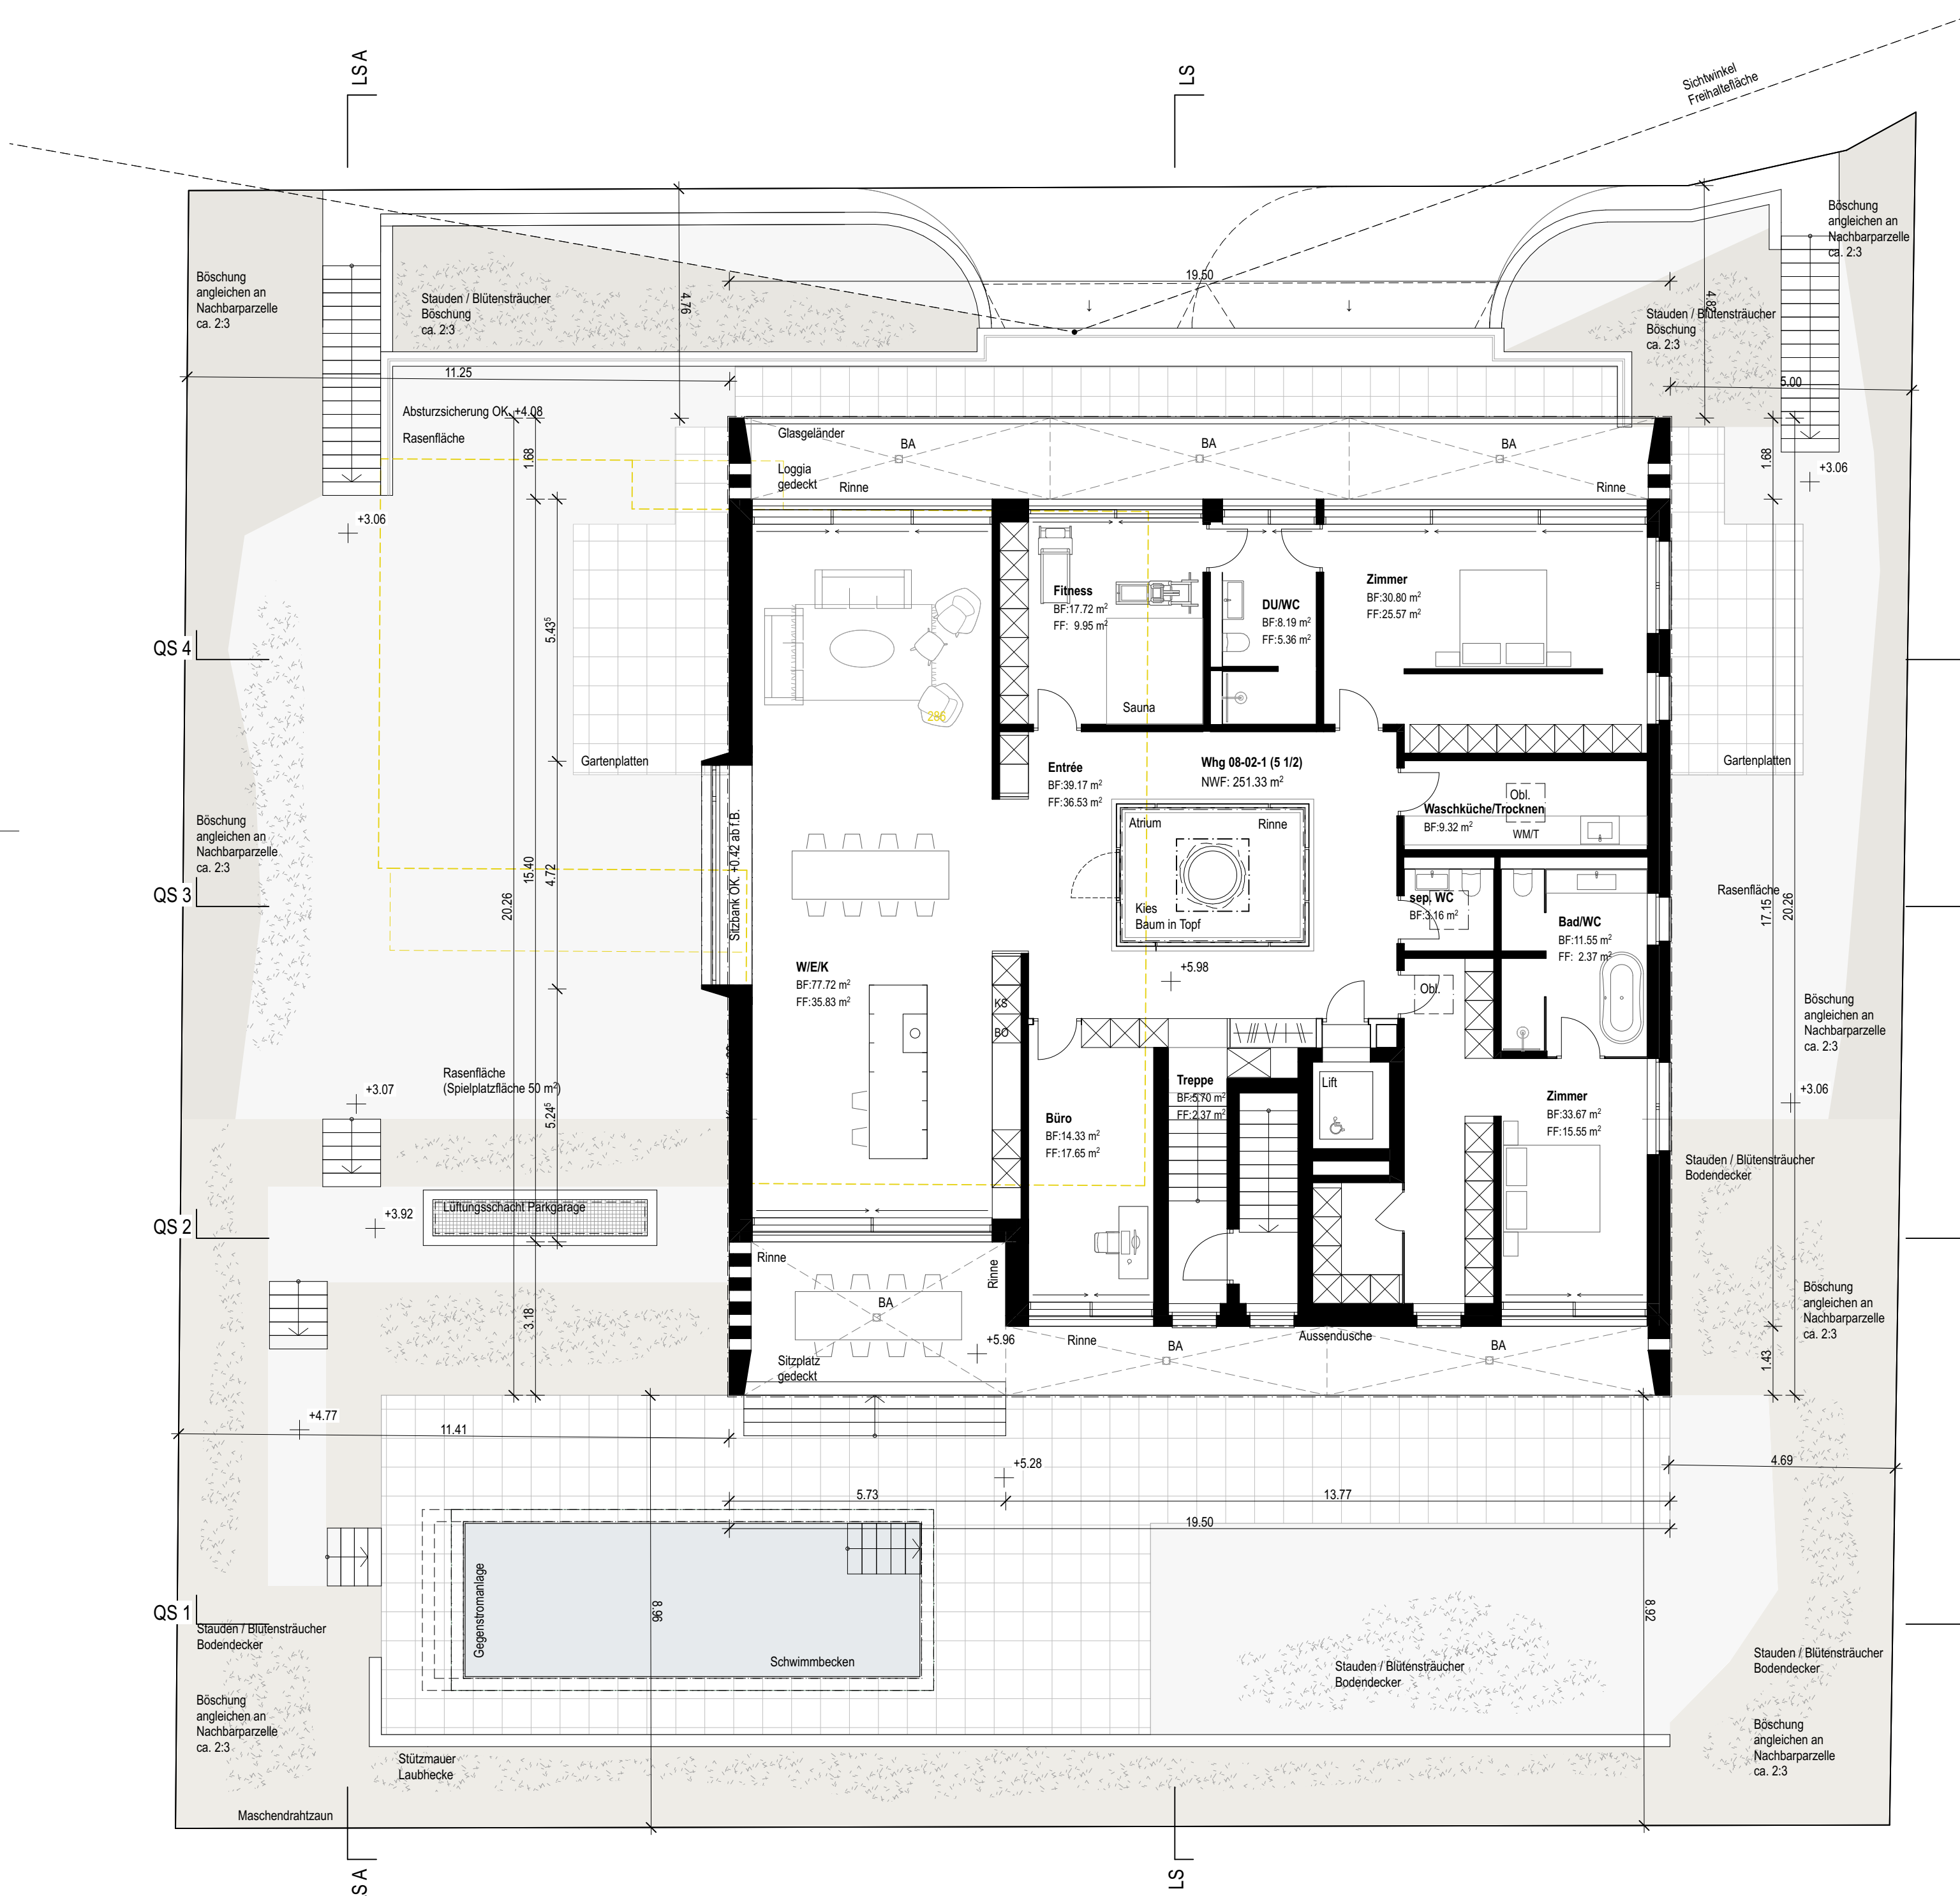 LS A
LS
Sichtwinkel
Freihaltefläche
Böschung
angleichen an
Nachbarparzelle
ca. 2:3
Böschung
angleichen an
Nachbarparzelle
ca. 2:3
Stauden / Blütensträucher
Böschung
ca. 2:3
4.76
19.50
4.82
Stauden / Blütensträucher
Böschung
ca. 2:3
11.25
5.00
Absturzsicherung OK. +4.08
Rasenfläche
Glasgeländer
BA
BA
BA
Loggia
gedeckt
Rinne
Rinne
1.68
1.68
+3.06
+3.06
QS 4
5.43⁵
Fitness
BF:17.72 m²
FF: 9.95 m²
DU/WC
BF:8.19 m²
FF:5.36 m²
Zimmer
BF:30.80 m²
FF:25.57 m²
Sauna
286
Gartenplatten
Gartenplatten
Entrée
BF:39.17 m²
FF:36.53 m²
Whg 08-02-1 (5 1/2)
NWF: 251.33 m²
Obl.
Waschküche/Trocknen
BF:9.32 m²
WM/T
Atrium
Rinne
Böschung
angleichen an
Nachbarparzelle
ca. 2:3
QS 3
20.26
15.40
4.72
Sitzbank OK. +0.42 ab f.B.
Kies
Baum in Topf
sep. WC
BF:3.16 m²
Bad/WC
BF:11.55 m²
FF: 2.37 m²
Rasenfläche
17.15
20.26
W/E/K
BF:77.72 m²
FF:35.83 m²
+5.98
Obl.
KS
BO
Böschung
angleichen an
Nachbarparzelle
ca. 2:3
Rasenfläche
(Spielplatzfläche 50 m²)
+3.07
+3.06
5.24⁵
Treppe
BF:5.70 m²
FF:2.37 m²
Lift
Büro
BF:14.33 m²
FF:17.65 m²
Zimmer
BF:33.67 m²
FF:15.55 m²
Stauden / Blütensträucher
Bodendecker
QS 2
+3.92
Lüftungsschacht Parkgarage
Rinne
Rinne
BA
3.18
Sitzplatz
gedeckt
+5.96
Rinne
BA
Aussendusche
BA
1.43
Böschung
angleichen an
Nachbarparzelle
ca. 2:3
+4.77
11.41
+5.28
4.69
5.73
13.77
19.50
QS 1
Gegenstromanlage
Schwimmbecken
8.96
8.92
Stauden / Blütensträucher
Bodendecker
Stauden / Blütensträucher
Bodendecker
Stauden / Blütensträucher
Bodendecker
Böschung
angleichen an
Nachbarparzelle
ca. 2:3
Böschung
angleichen an
Nachbarparzelle
ca. 2:3
Stützmauer
Laubhecke
Maschendrahtzaun
S A
LS